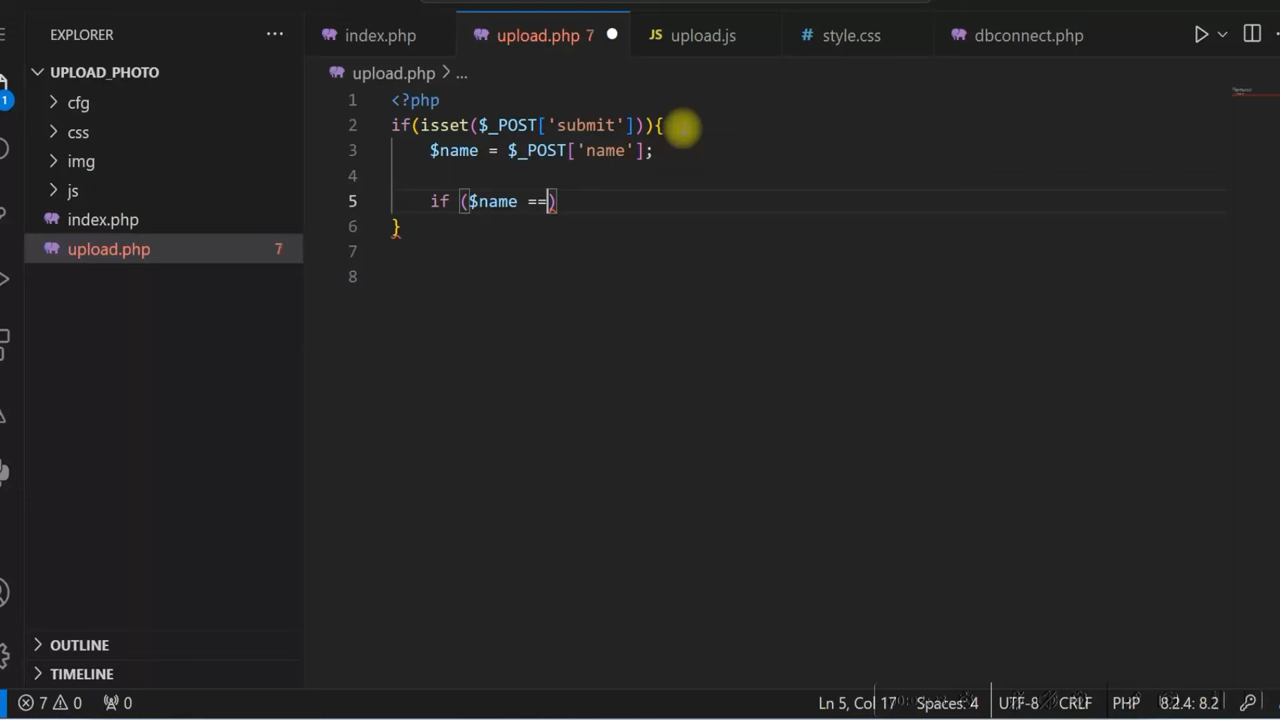 EXPLORER
UPLOAD_PHOTO
cfg
css
img
js
index.php
upload.php 7
OUTLINE
TIMELINE
index.php
upload.php 7
JS upload.js
# style.css
dbconnect.php
upload.php > ...
1 <?php
2 if(isset($_POST['submit'])){
3 $name = $_POST['name'];
4
5 if ($name ==)
6 }
7
8
1
7 0 0
Ln 5, Col 17 Spaces: 4 UTF-8 CRLF PHP 8.2.4: 8.2